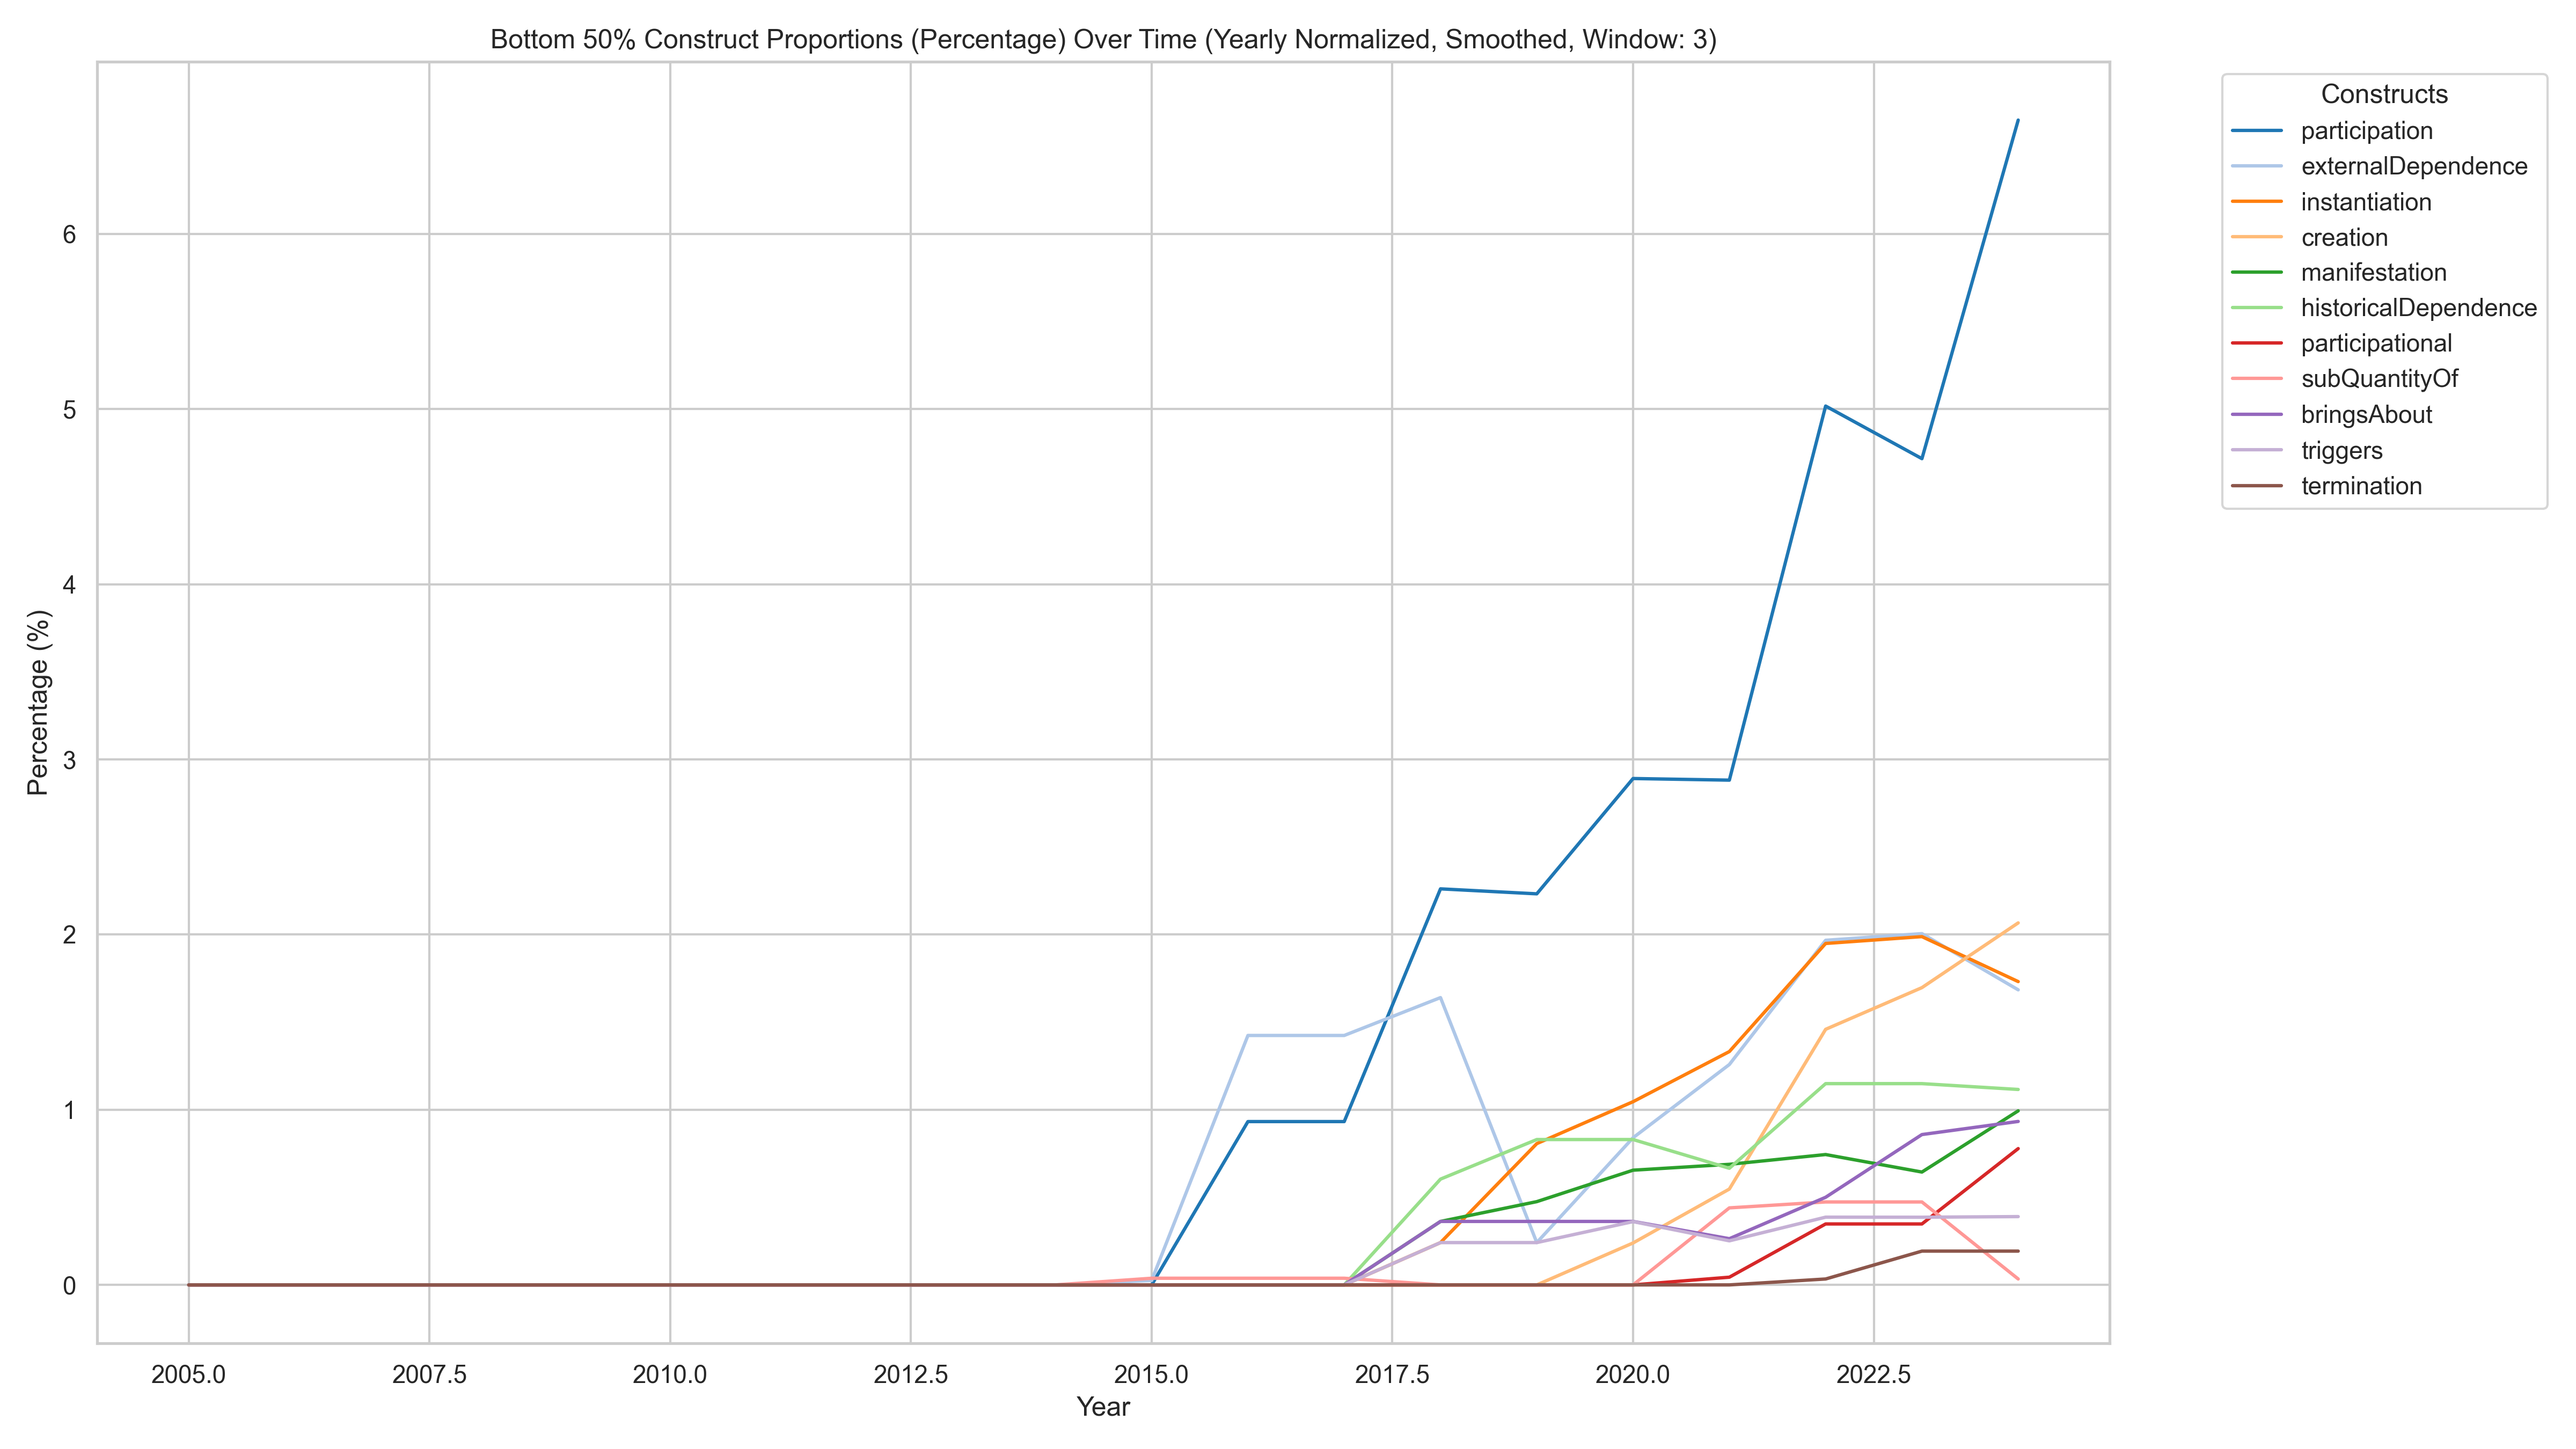 Bottom 50% Construct Proportions (Percentage) Over Time (Yearly Normalized, Smoothed, Window: 3)
Percentage (%)
6
5
4
3
2
1
0
2005.0 2007.5 2010.0 2012.5 2015.0 2017.5 2020.0 2022.5
Year
Constructs
participation
externalDependence
instantiation
creation
manifestation
historicalDependence
participational
subQuantityOf
bringsAbout
triggers
termination